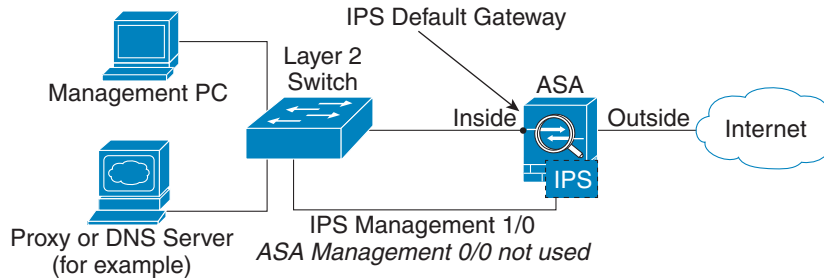 IPS Default Gateway
Layer 2
Switch
ASA
Management PC
Inside
Outside
Internet
IPS
Proxy or DNS Server
(for example)
IPS Management 1/0
ASA Management 0/0 not used